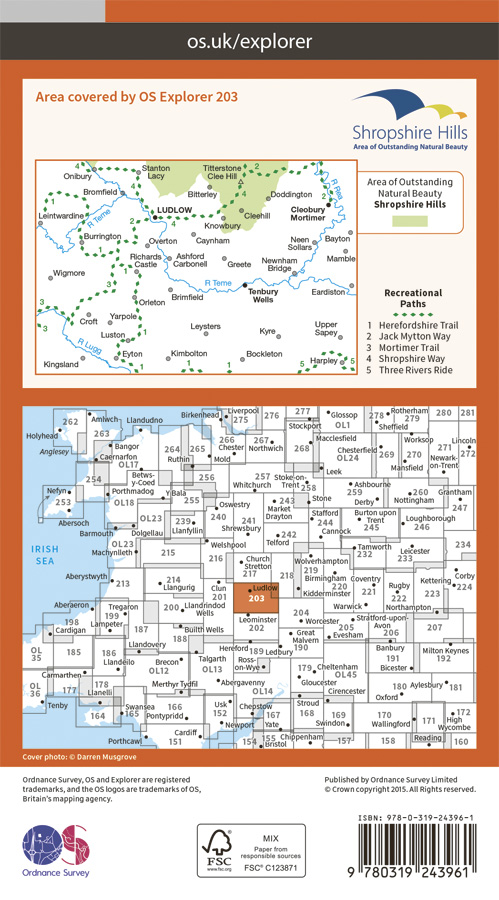 os.uk/explorer
Area covered by OS Explorer 203
Shropshire Hills
Area of Outstanding Natural Beauty
Onibury
Stanton
Lacy
Titterstone
Clee Hill
Bromfield
Bitterley
Doddington
R Rea
LUDLOW
Cleobury
Mortimer
Leintwardine
R Teme
Cleehill
Knowbury
Burrington
Overton
Caynham
Neen
Sollars
Bayton
Richards
Castle
Ashford
Carbonell
Greete
Newnham
Bridge
Mamble
Wigmore
R Teme
Tenbury
Wells
Eardiston
Orleton
Brimfield
Croft
Yarpole
Leysters
Kyre
Upper
Sapey
Luston
R Lugg
Eyton
Kimbolton
Bockleton
Harpley
Kingsland
Area of Outstanding
Natural Beauty
Shropshire Hills
Recreational
Paths
1 Herefordshire Trail
2 Jack Mytton Way
3 Mortimer Trail
4 Shropshire Way
5 Three Rivers Ride
262
Amlwch
Llandudno
Birkenhead
Liverpool
275
276
277
Glossop
OL1
278
Rotherham
279
280
281
Holyhead
263
Stockport
Sheffield
Anglesey
Bangor
264
265
266
Chester
267
Northwich
268
Macclesfield
Chesterfield
269
Worksop
270
271
Lincoln
272
Caernarfon
OL17
Ruthin
Mold
OL24
Mansfield
Newark-
on-Trent
254
Betws-
y-Coed
256
257
Stoke-on-
Trent
258
Leek
Nefyn
253
Porthmadog
OL18
Y Bala
255
Whitchurch
Stone
Ashbourne
259
Derby
260
Nottingham
Grantham
247
Abersoch
Oswestry
240
243
Market
Drayton
Stafford
244
Burton upon
Trent
245
Loughborough
246
Barmouth
OL23
Dolgellau
239
Llanfyllin
241
Shrewsbury
242
Telford
Cannock
IRISH
SEA
OL23
Machynlleth
215
Welshpool
216
Church
Stretton
217
218
Wolverhampton
219
Birmingham
220
Tamworth
232
Leicester
233
234
Aberystwyth
213
214
Llangurig
Clun
201
Ludlow
203
Kidderminster
Coventry
221
Rugby
222
Kettering
223
Corby
224
Aberaeron
198
Cardigan
Tregaron
199
Lampeter
200
Llandrindod
Wells
Leominster
202
204
Worcester
Warwick
205
Stratford-upon-
Avon
206
Northampton
207
187
Builth Wells
188
Great
Malvern
Evesham
OL
35
185
186
Llandovery
Llandeilo
Hereford
189
Ledbury
190
Banbury
191
Bicester
Milton Keynes
192
Brecon
OL12
Talgarth
OL13
Ross-
on-Wye
OL
36
Carmarthen
177
178
Llanelli
Merthyr Tydfil
Abergavenny
OL14
179
Cheltenham
OL45
Gloucester
Cirencester
180
Oxford
Aylesbury
181
Tenby
164
Swansea
165
166
Pontypridd
Usk
152
Chepstow
167
Stroud
168
169
170
Wallingford
171
172
High
Wycombe
Porthcawl
Cardiff
151
Newport
154
Yate
155
Bristol
Chippenham
156
Swindon
157
158
Reading
160
Cover photo: © Darren Musgrove
Ordnance Survey, OS and Explorer are registered
trademarks, and the OS logos are trademarks of OS,
Britain's mapping agency.
Published by Ordnance Survey Limited
© Crown copyright 2015. All Rights reserved.
OS
Ordnance Survey
FSC
www.fsc.org
MIX
Paper from
responsible sources
FSC® C123871
ISBN: 978-0-319-24396-1
9 780319 243961